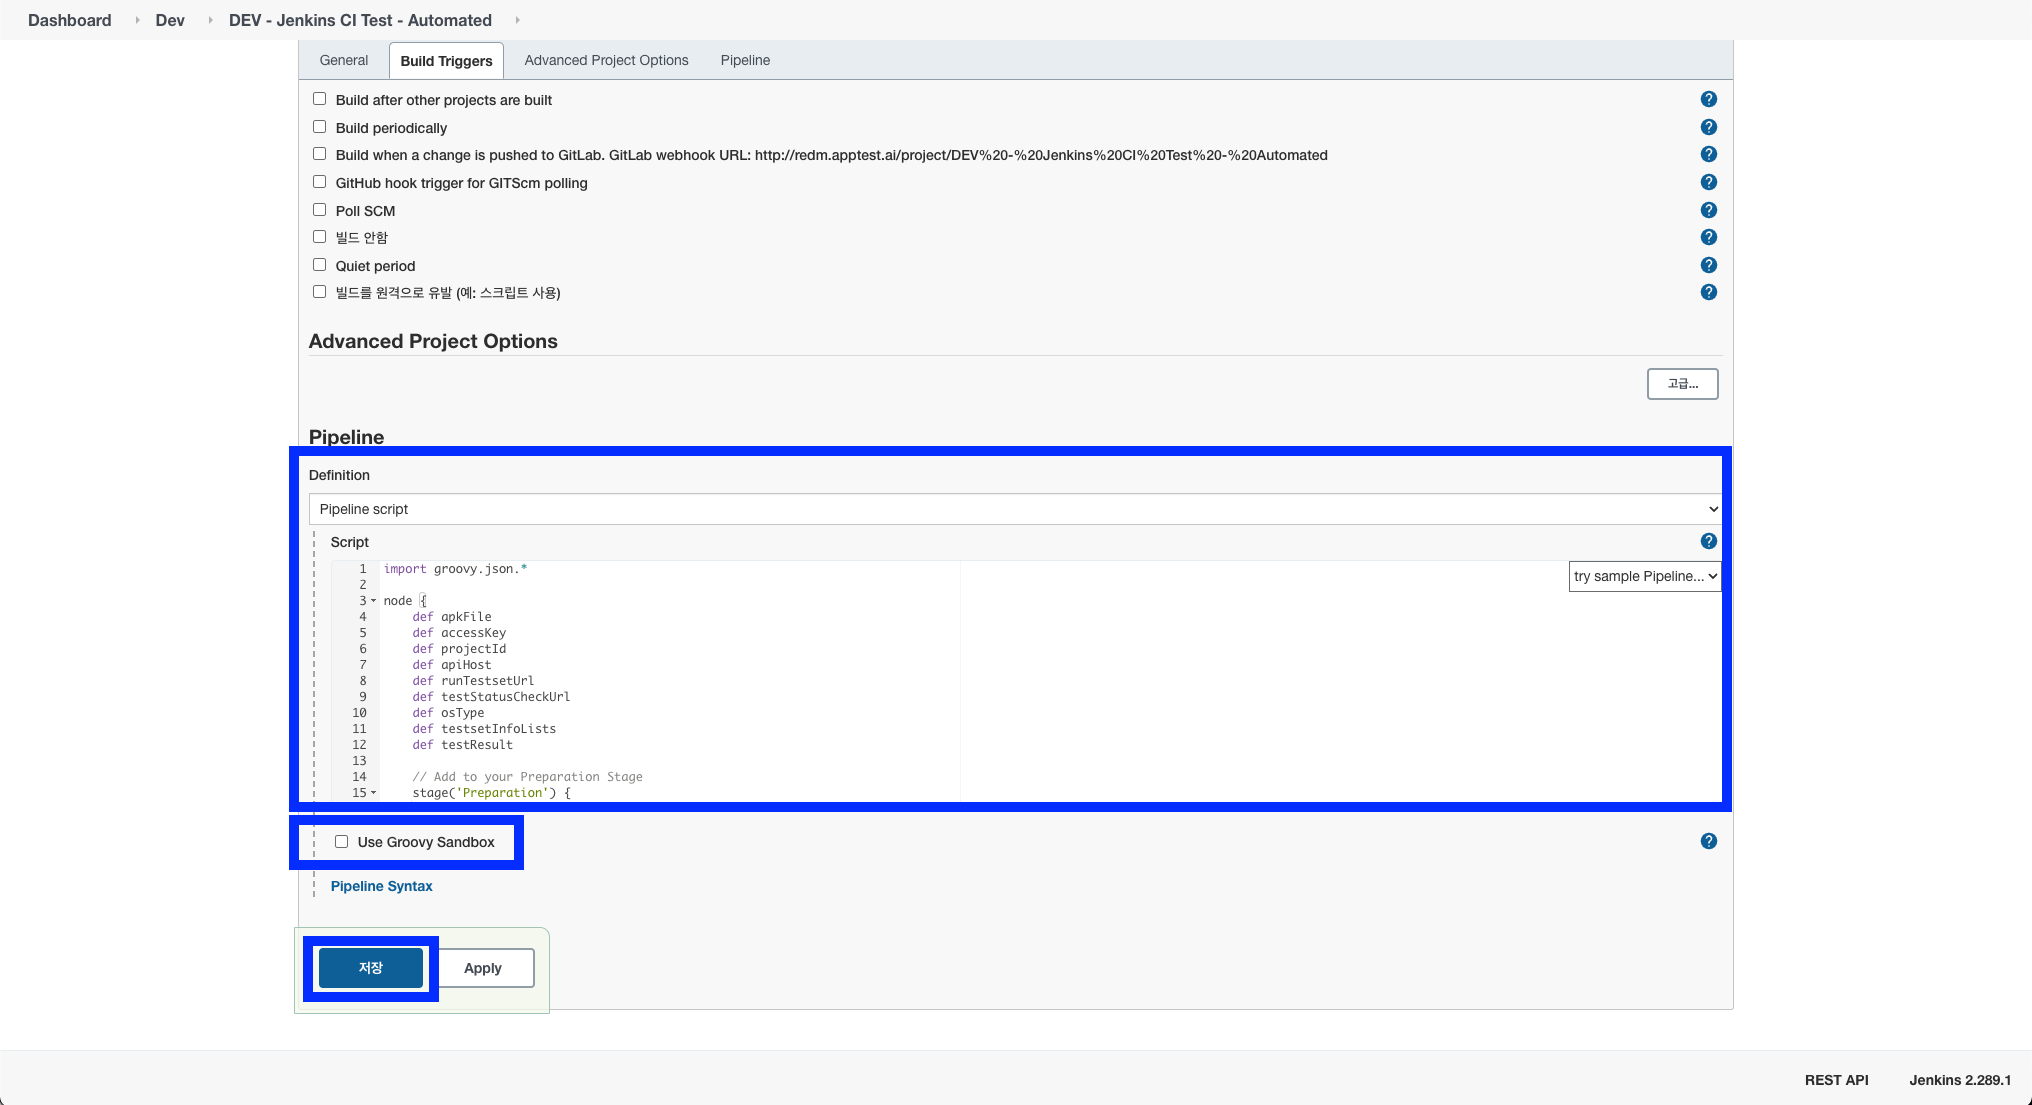 Dashboard Dev DEV - Jenkins CI Test - Automated
General Build Triggers Advanced Project Options Pipeline
Build after other projects are built ?
Build periodically ?
Build when a change is pushed to GitLab. GitLab webhook URL: http://redm.apptest.ai/project/DEV%20-%20Jenkins%20CI%20Test%20-%20Automated ?
GitHub hook trigger for GITScm polling ?
Poll SCM ?
빌드 안함 ?
Quiet period ?
빌드를 원격으로 유발 (예: 스크립트 사용) ?
Advanced Project Options
고급...
Pipeline
Definition
Pipeline script
Script ?
try sample Pipeline...
1 import groovy.json.*
2
3 node {
4 def apkFile
5 def accessKey
6 def projectId
7 def apiHost
8 def runTestsetUrl
9 def testStatusCheckUrl
10 def osType
11 def testsetInfoLists
12 def testResult
13
14 // Add to your Preparation Stage
15 stage('Preparation') {
Use Groovy Sandbox ?
Pipeline Syntax
저장 Apply
REST API Jenkins 2.289.1